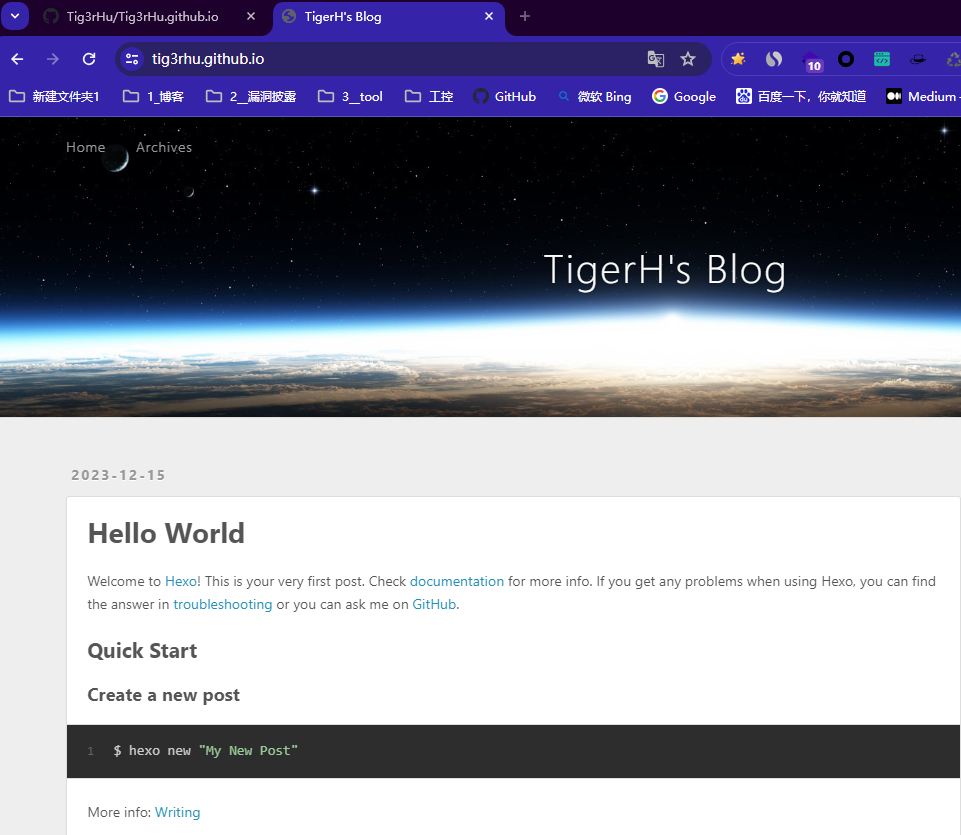 Tig3rHu/Tig3rHu.github.io
TigerH's Blog
tig3rhu.github.io
10
新建文件夹1 1_博客 2__漏洞披露 3__tool 工控 GitHub 微软 Bing Google 百度一下，你就知道 Medium -
Home Archives
TigerH's Blog
2023-12-15
Hello World
Welcome to Hexo! This is your very first post. Check documentation for more info. If you get any problems when using Hexo, you can find
the answer in troubleshooting or you can ask me on GitHub.
Quick Start
Create a new post
1 $ hexo new "My New Post"
More info: Writing